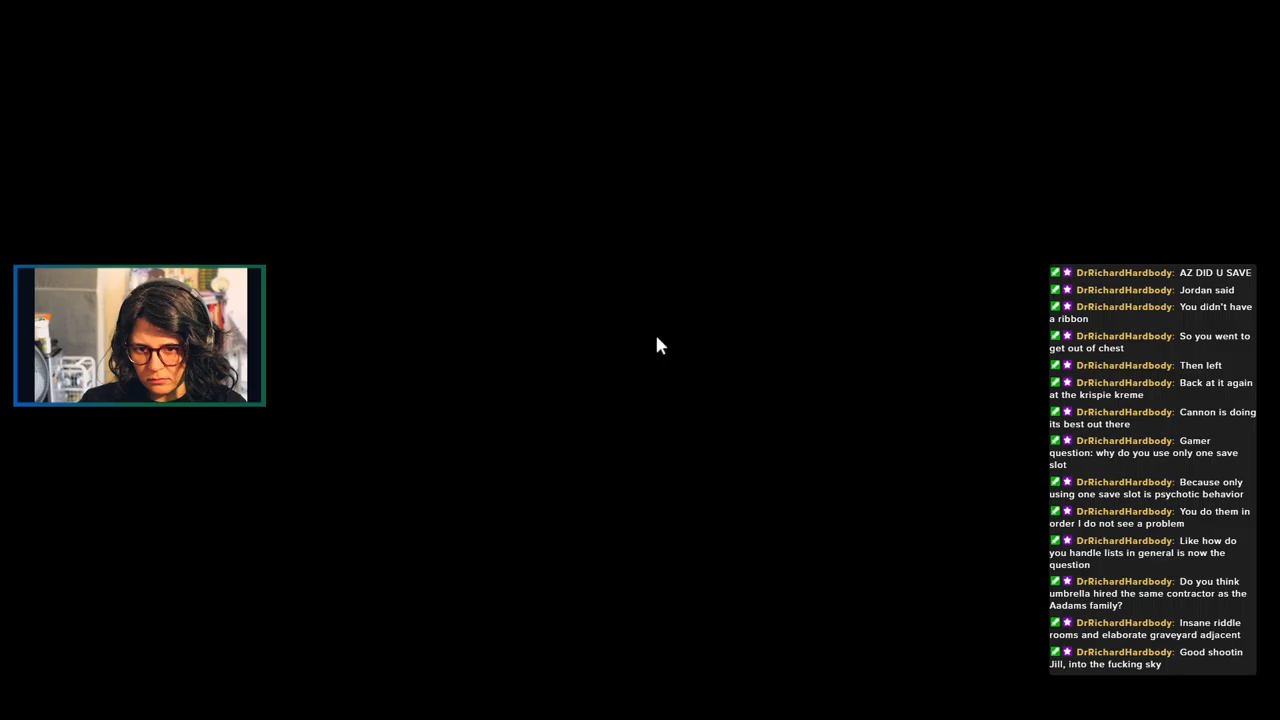 DrRichardHardbody: AZ DID U SAVE
DrRichardHardbody: Jordan said
DrRichardHardbody: You didn't have
a ribbon
DrRichardHardbody: So you went to
get out of chest
DrRichardHardbody: Then left
DrRichardHardbody: Back at it again
at the krispie kreme
DrRichardHardbody: Cannon is doing
its best out there
DrRichardHardbody: Gamer
question: why do you use only one save
slot
DrRichardHardbody: Because only
using one save slot is psychotic behavior
DrRichardHardbody: You do them in
order I do not see a problem
DrRichardHardbody: Like how do
you handle lists in general is now the
question
DrRichardHardbody: Do you think
umbrella hired the same contractor as the
Aadams family?
DrRichardHardbody: Insane riddle
rooms and elaborate graveyard adjacent
DrRichardHardbody: Good shootin
Jill, into the fucking sky